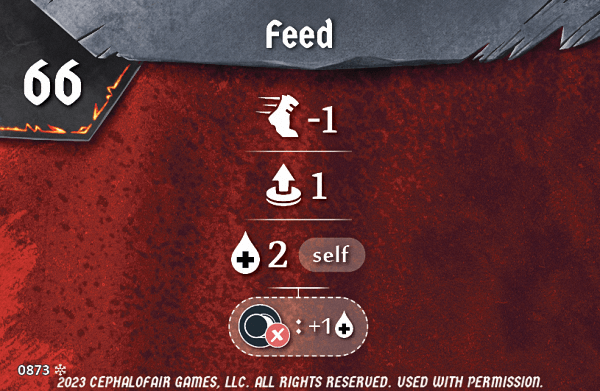 Feed
66
-1
1
2 self
: +1
0873
2023 CEPHALOFAIR GAMES, LLC. ALL RIGHTS RESERVED. USED WITH PERMISSION.